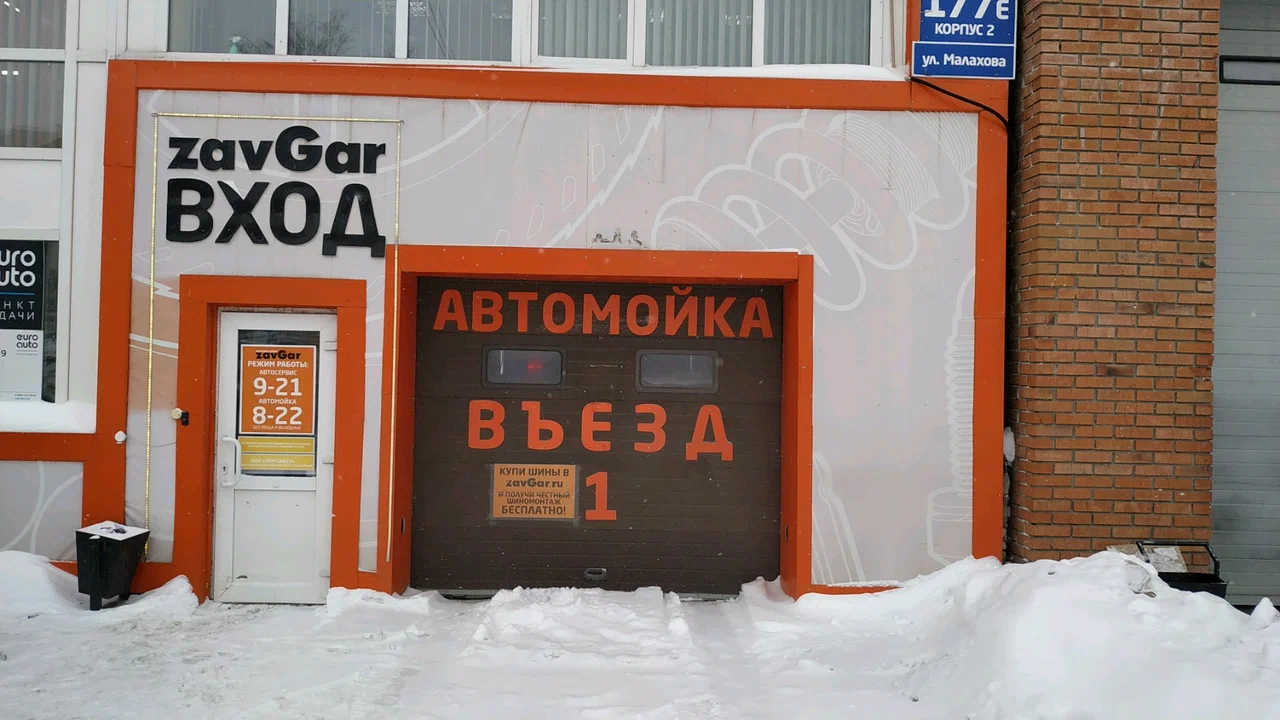 177Е
КОРПУС 2
ул. Малахова
zavGar
ВХОД
АВТОМОЙКА
ВЪЕЗД
1
zavGar
РЕЖИМ РАБОТЫ:
АВТОСЕРВИС
9-21
АВТОМОЙКА
8-22
КУПИ ШИНЫ В
zavGar.ru
И ПОЛУЧИ ЧЕСТНЫЙ
ШИНОМОНТАЖ
БЕСПЛАТНО!
euro
auto